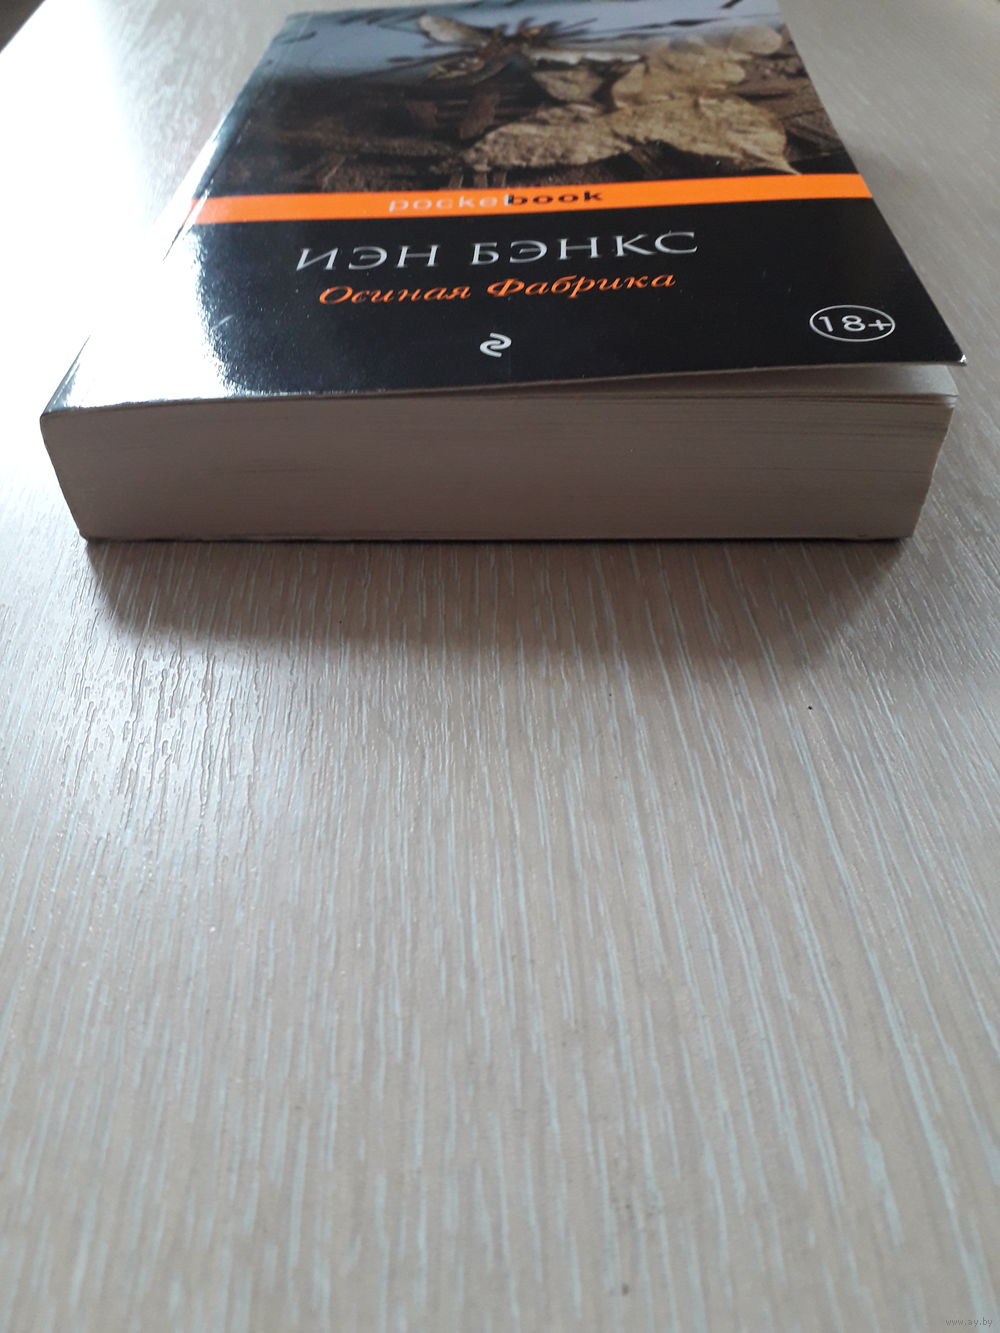 pocketbook
ИЭН БЭНКС
Осиная Фабрика
18+
www.ay.by